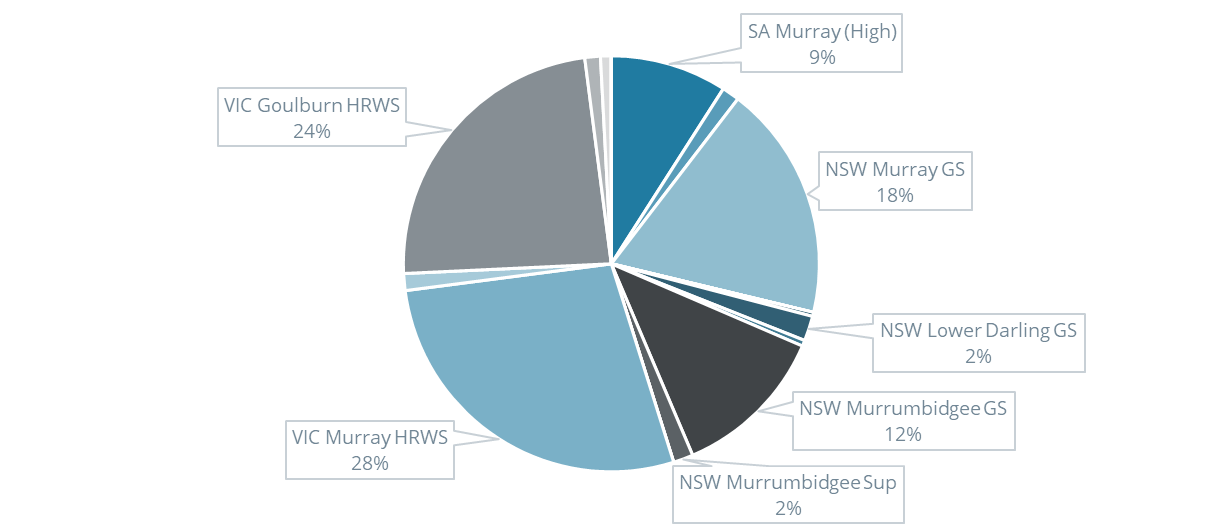 SA Murray (High)
9%
VIC Goulburn HRWS
24%
NSW Murray GS
18%
NSW Lower Darling GS
2%
NSW Murrumbidgee GS
12%
VIC Murray HRWS
28%
NSW Murrumbidgee Sup
2%